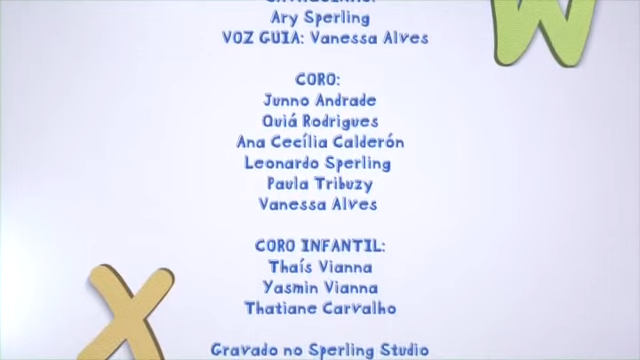 Ary Sperling
VOZ GUIA: Vanessa Alves
CORO:
Junno Andrade
Quiá Rodrigues
Ana Cecília Calderón
Leonardo Sperling
Paula Tribuzy
Vanessa Alves
CORO INFANTIL:
Thaís Vianna
Yasmin Vianna
Thatiane Carvalho
Gravado no Sperling Studio
W
X